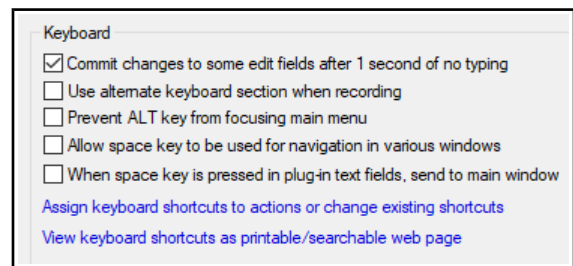 Keyboard
Commit changes to some edit fields after 1 second of no typing
Use alternate keyboard section when recording
Prevent ALT key from focusing main menu
Allow space key to be used for navigation in various windows
When space key is pressed in plug-in text fields, send to main window
Assign keyboard shortcuts to actions or change existing shortcuts
View keyboard shortcuts as printable/searchable web page